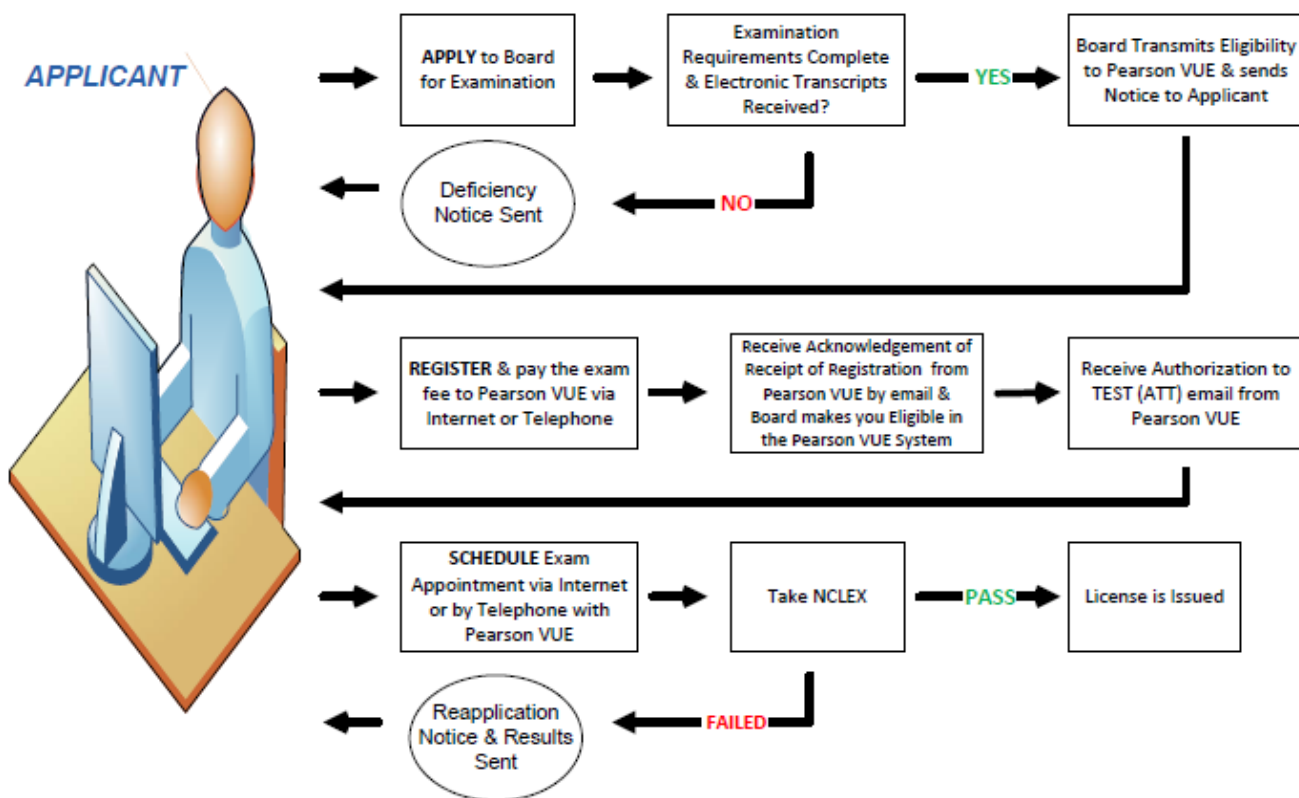 APPLICANT
APPLY to Board
for Examination
Examination
Requirements Complete
& Electronic Transcripts
Received?
YES
Board Transmits Eligibility
to Pearson VUE & sends
Notice to Applicant
Deficiency
Notice Sent
NO
REGISTER & pay the exam
fee to Pearson VUE via
Internet or Telephone
Receive Acknowledgement of
Receipt of Registration from
Pearson VUE by email &
Board makes you Eligible in
the Pearson VUE System
Receive Authorization to
TEST (ATT) email from
Pearson VUE
SCHEDULE Exam
Appointment via Internet
or by Telephone with
Pearson VUE
Take NCLEX
PASS
License is Issued
Reapplication
Notice & Results
Sent
FAILED